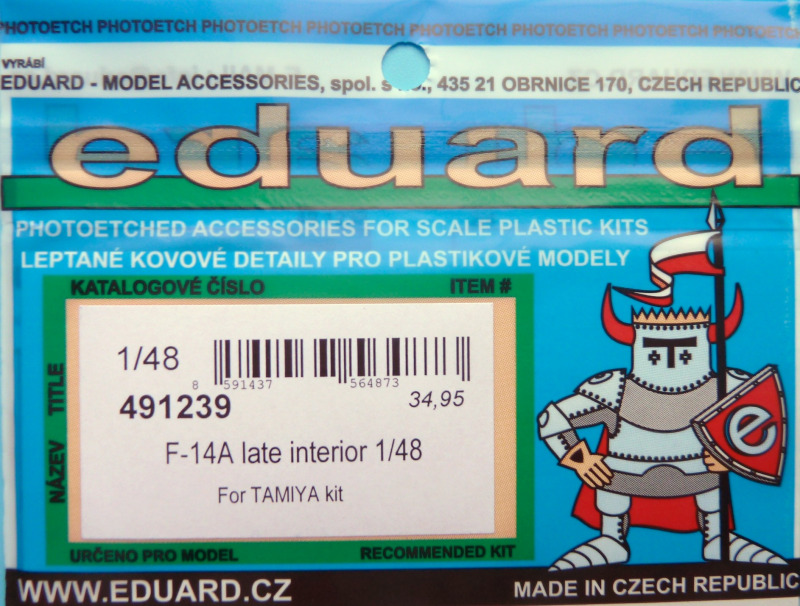 PHOTOETCH PHOTOETCH PHOTOETCH PHOTOETCH PHOTOETCH PHOTOETCH PHOTOETCH PHOTOETCH
VYRÁBÍ
EDUARD - MODEL ACCESSORIES, spol. s r.o., 435 21 OBRNICE 170, CZECH REPUBLIC
eduard
PHOTOETCHED ACCESSORIES FOR SCALE PLASTIC KITS
LEPTANÉ KOVOVÉ DETAILY PRO PLASTIKOVÉ MODELY
KATALOGOVÉ ČÍSLO ITEM #
NÁZEV TITLE
1/48
8 591437 564873
491239 34,95
F-14A late interior 1/48
For TAMIYA kit
e
URČENO PRO MODEL RECOMMENDED KIT
WWW.EDUARD.CZ MADE IN CZECH REPUBLIC